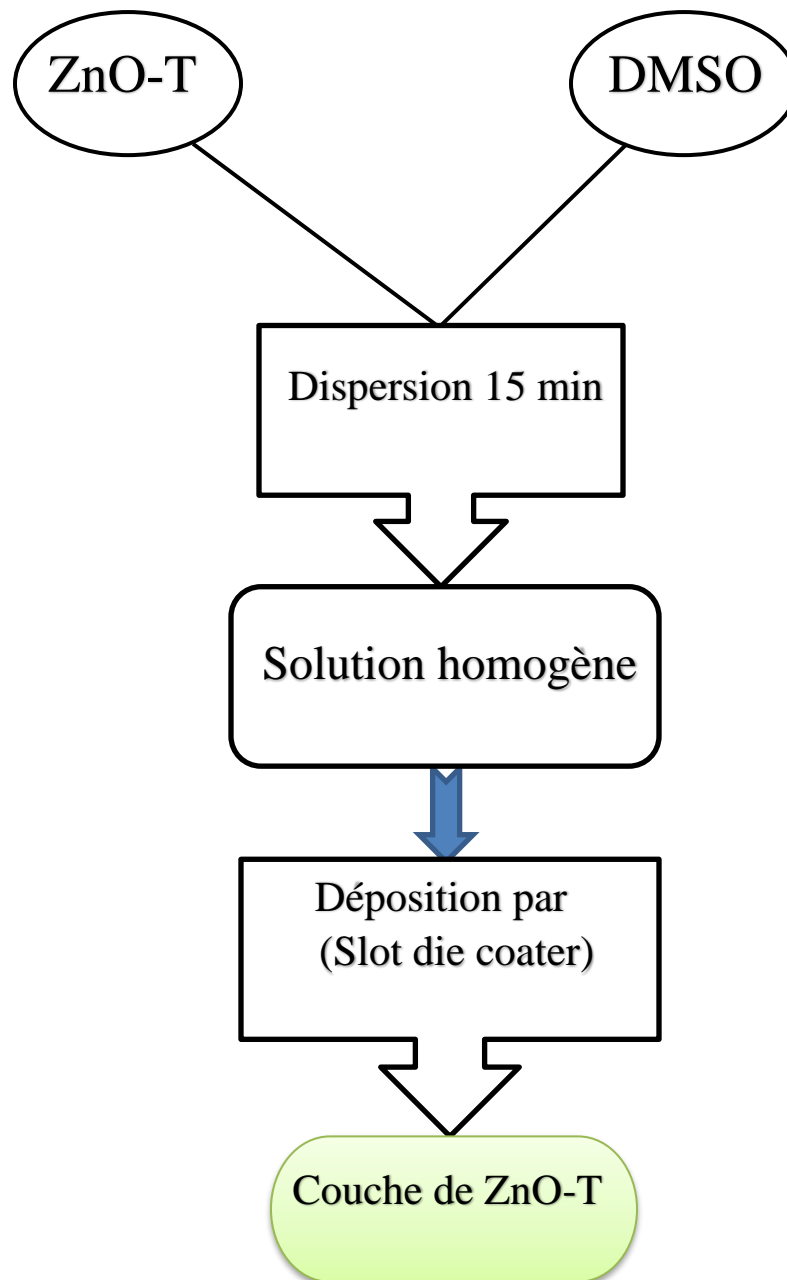 ZnO-T
DMSO
Dispersion 15 min
Solution homogène
Déposition par
(Slot die coater)
Couche de ZnO-T